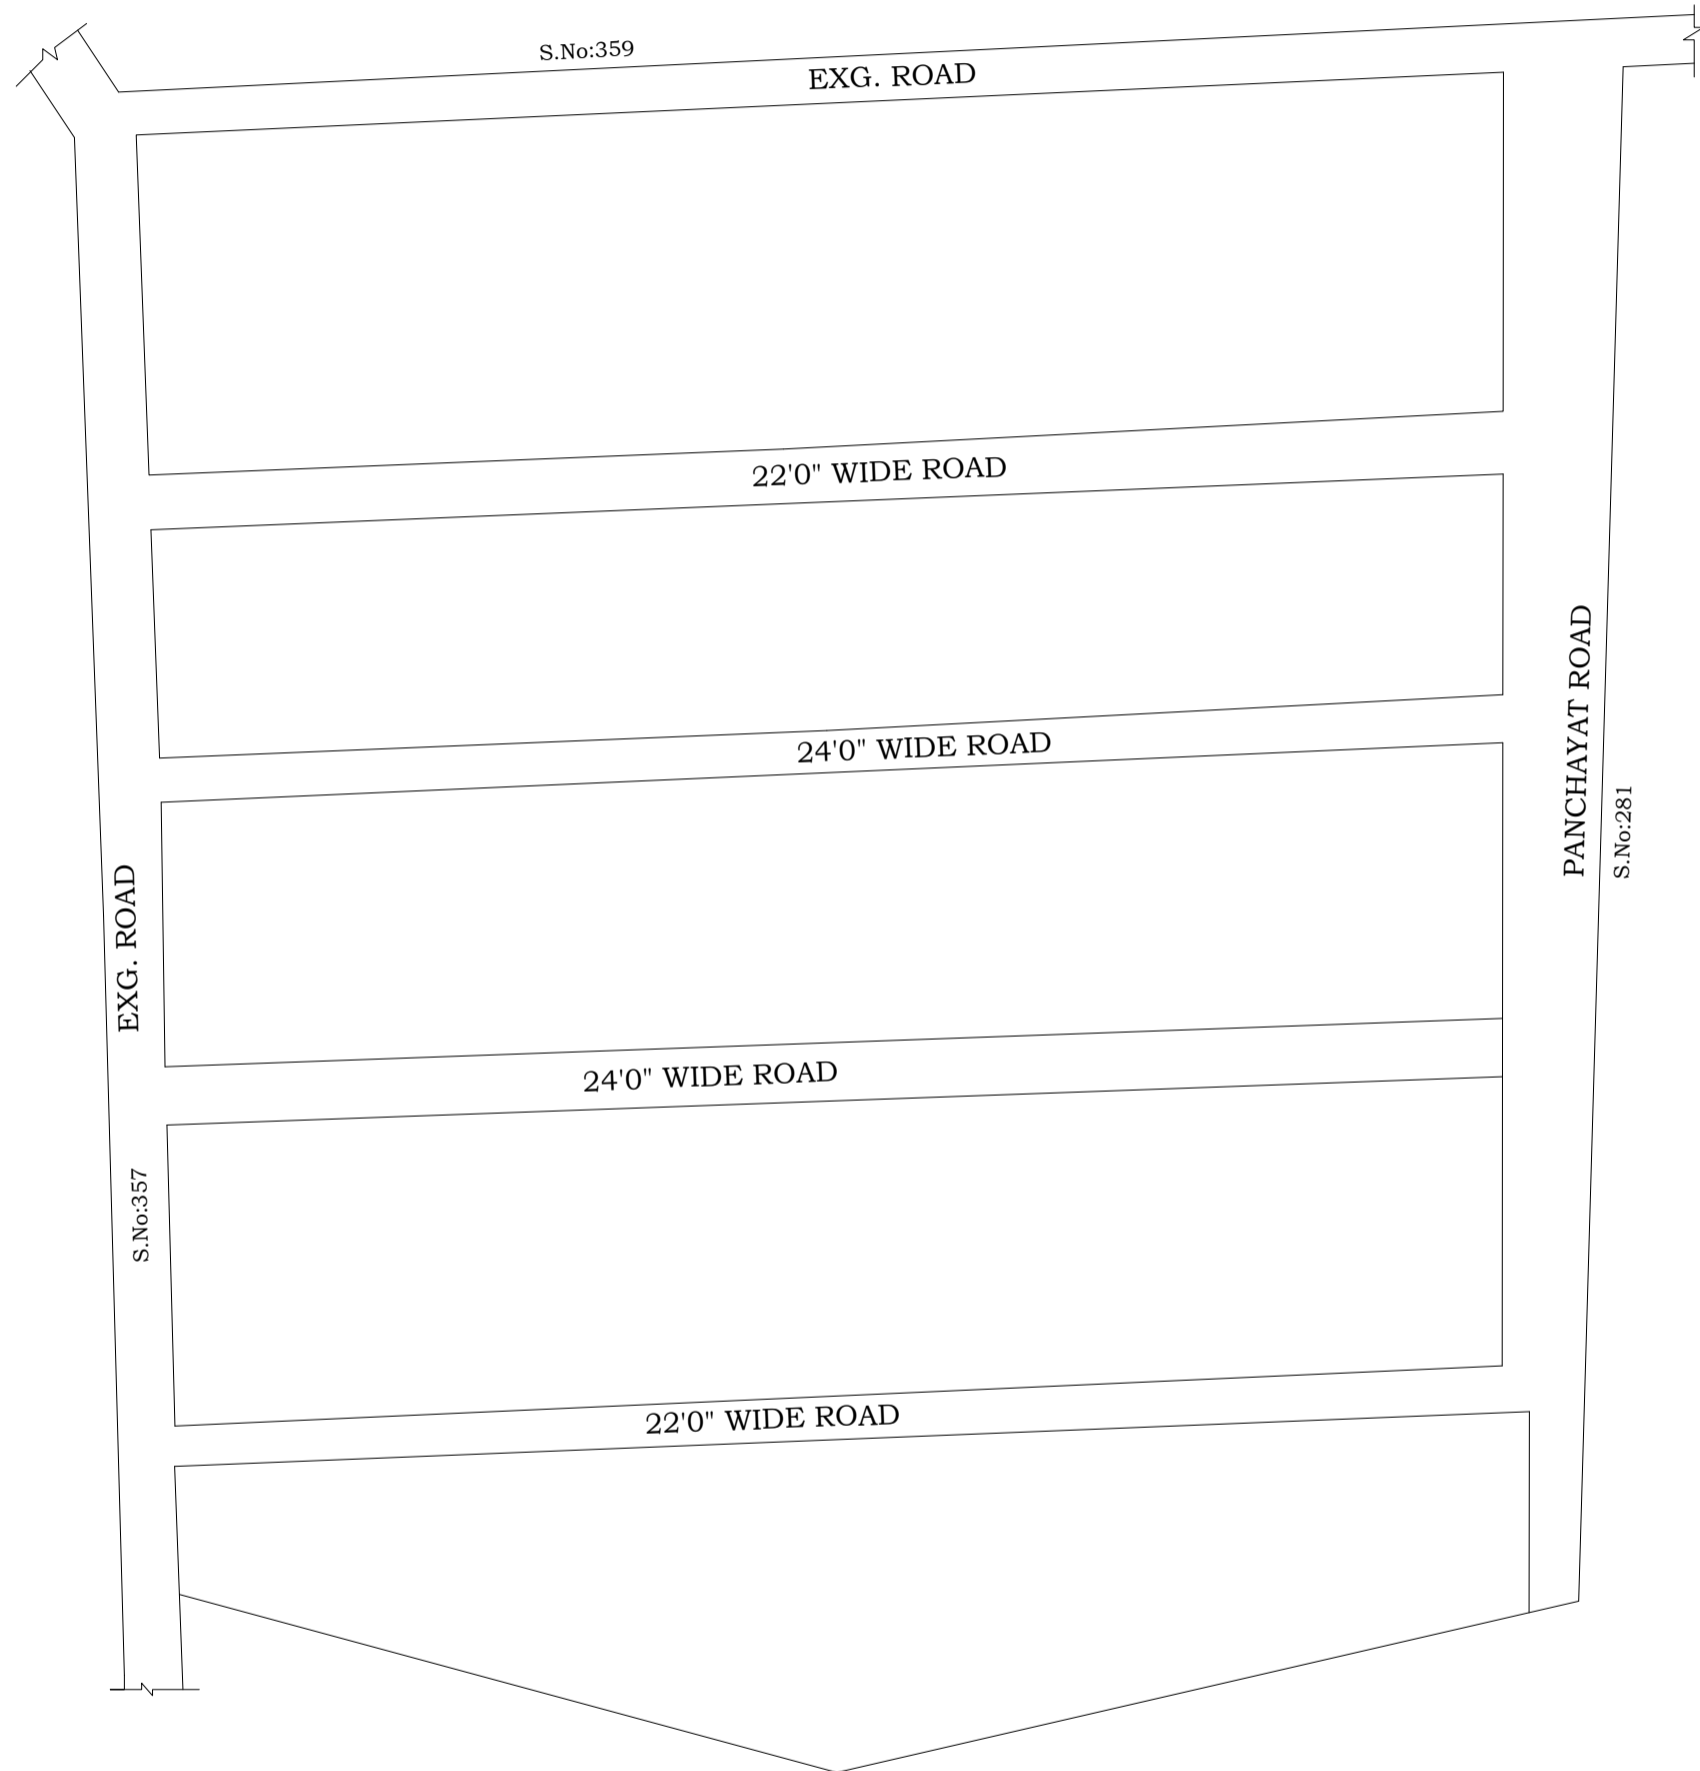 S.No:359
EXG. ROAD
22'0" WIDE ROAD
PANCHAYAT ROAD
24'0" WIDE ROAD
S.No:281
EXG. ROAD
24'0" WIDE ROAD
S.No:357
22'0" WIDE ROAD